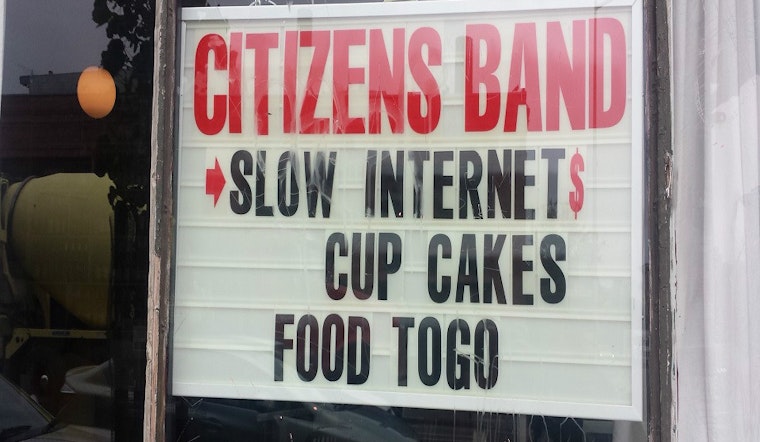 CITIZENS BAND
→SLOW INTERNET$
CUP CAKES
FOOD TOGO